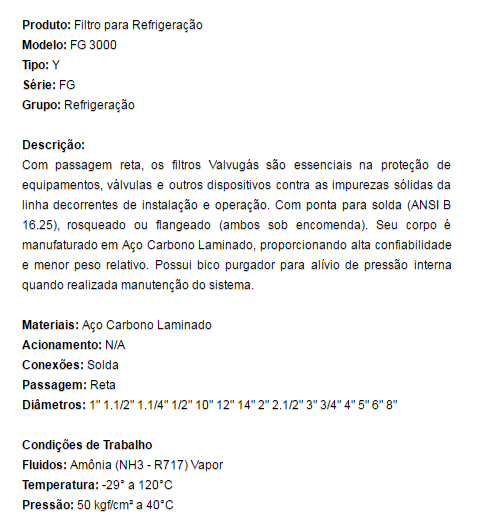 Produto: Filtro para Refrigeração
Modelo: FG 3000
Tipo: Y
Série: FG
Grupo: Refrigeração
Descrição:
Com passagem reta, os filtros Valvugás são essenciais na proteção de
equipamentos, válvulas e outros dispositivos contra as impurezas sólidas da
linha decorrentes de instalação e operação. Com ponta para solda (ANSI B
16.25), rosqueado ou flangeado (ambos sob encomenda). Seu corpo é
manufaturado em Aço Carbono Laminado, proporcionando alta confiabilidade
e menor peso relativo. Possui bico purgador para alívio de pressão interna
quando realizada manutenção do sistema.
Materiais: Aço Carbono Laminado
Acionamento: N/A
Conexões: Solda
Passagem: Reta
Diâmetros: 1" 1.1/2" 1.1/4" 1/2" 10" 12" 14" 2" 2.1/2" 3" 3/4" 4" 5" 6" 8"
Condições de Trabalho
Fluidos: Amônia (NH3 - R717) Vapor
Temperatura: -29° a 120°C
Pressão: 50 kgf/cm² a 40°C